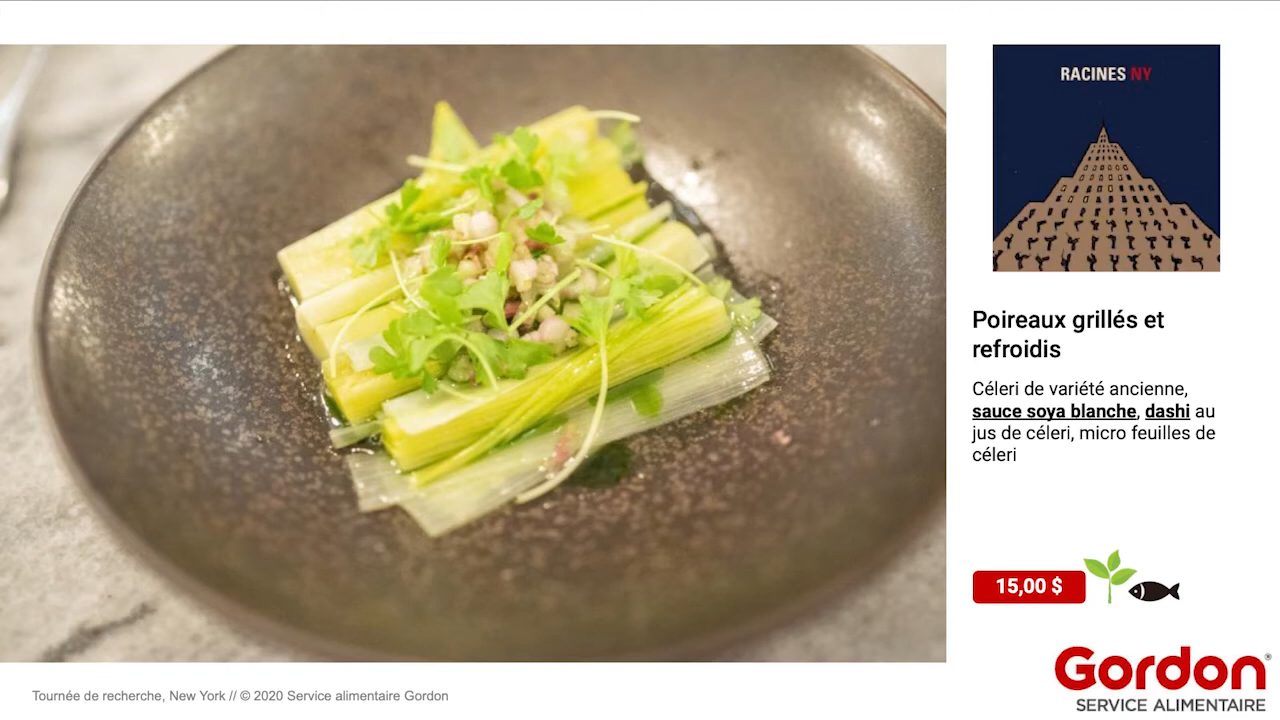 RACINES NY
Poireaux grillés et
refroidis
Céleri de variété ancienne,
sauce soya blanche, dashi au
jus de céleri, micro feuilles de
céleri
15,00 $
Gordon®
SERVICE ALIMENTAIRE
Tournée de recherche, New York // © 2020 Service alimentaire Gordon